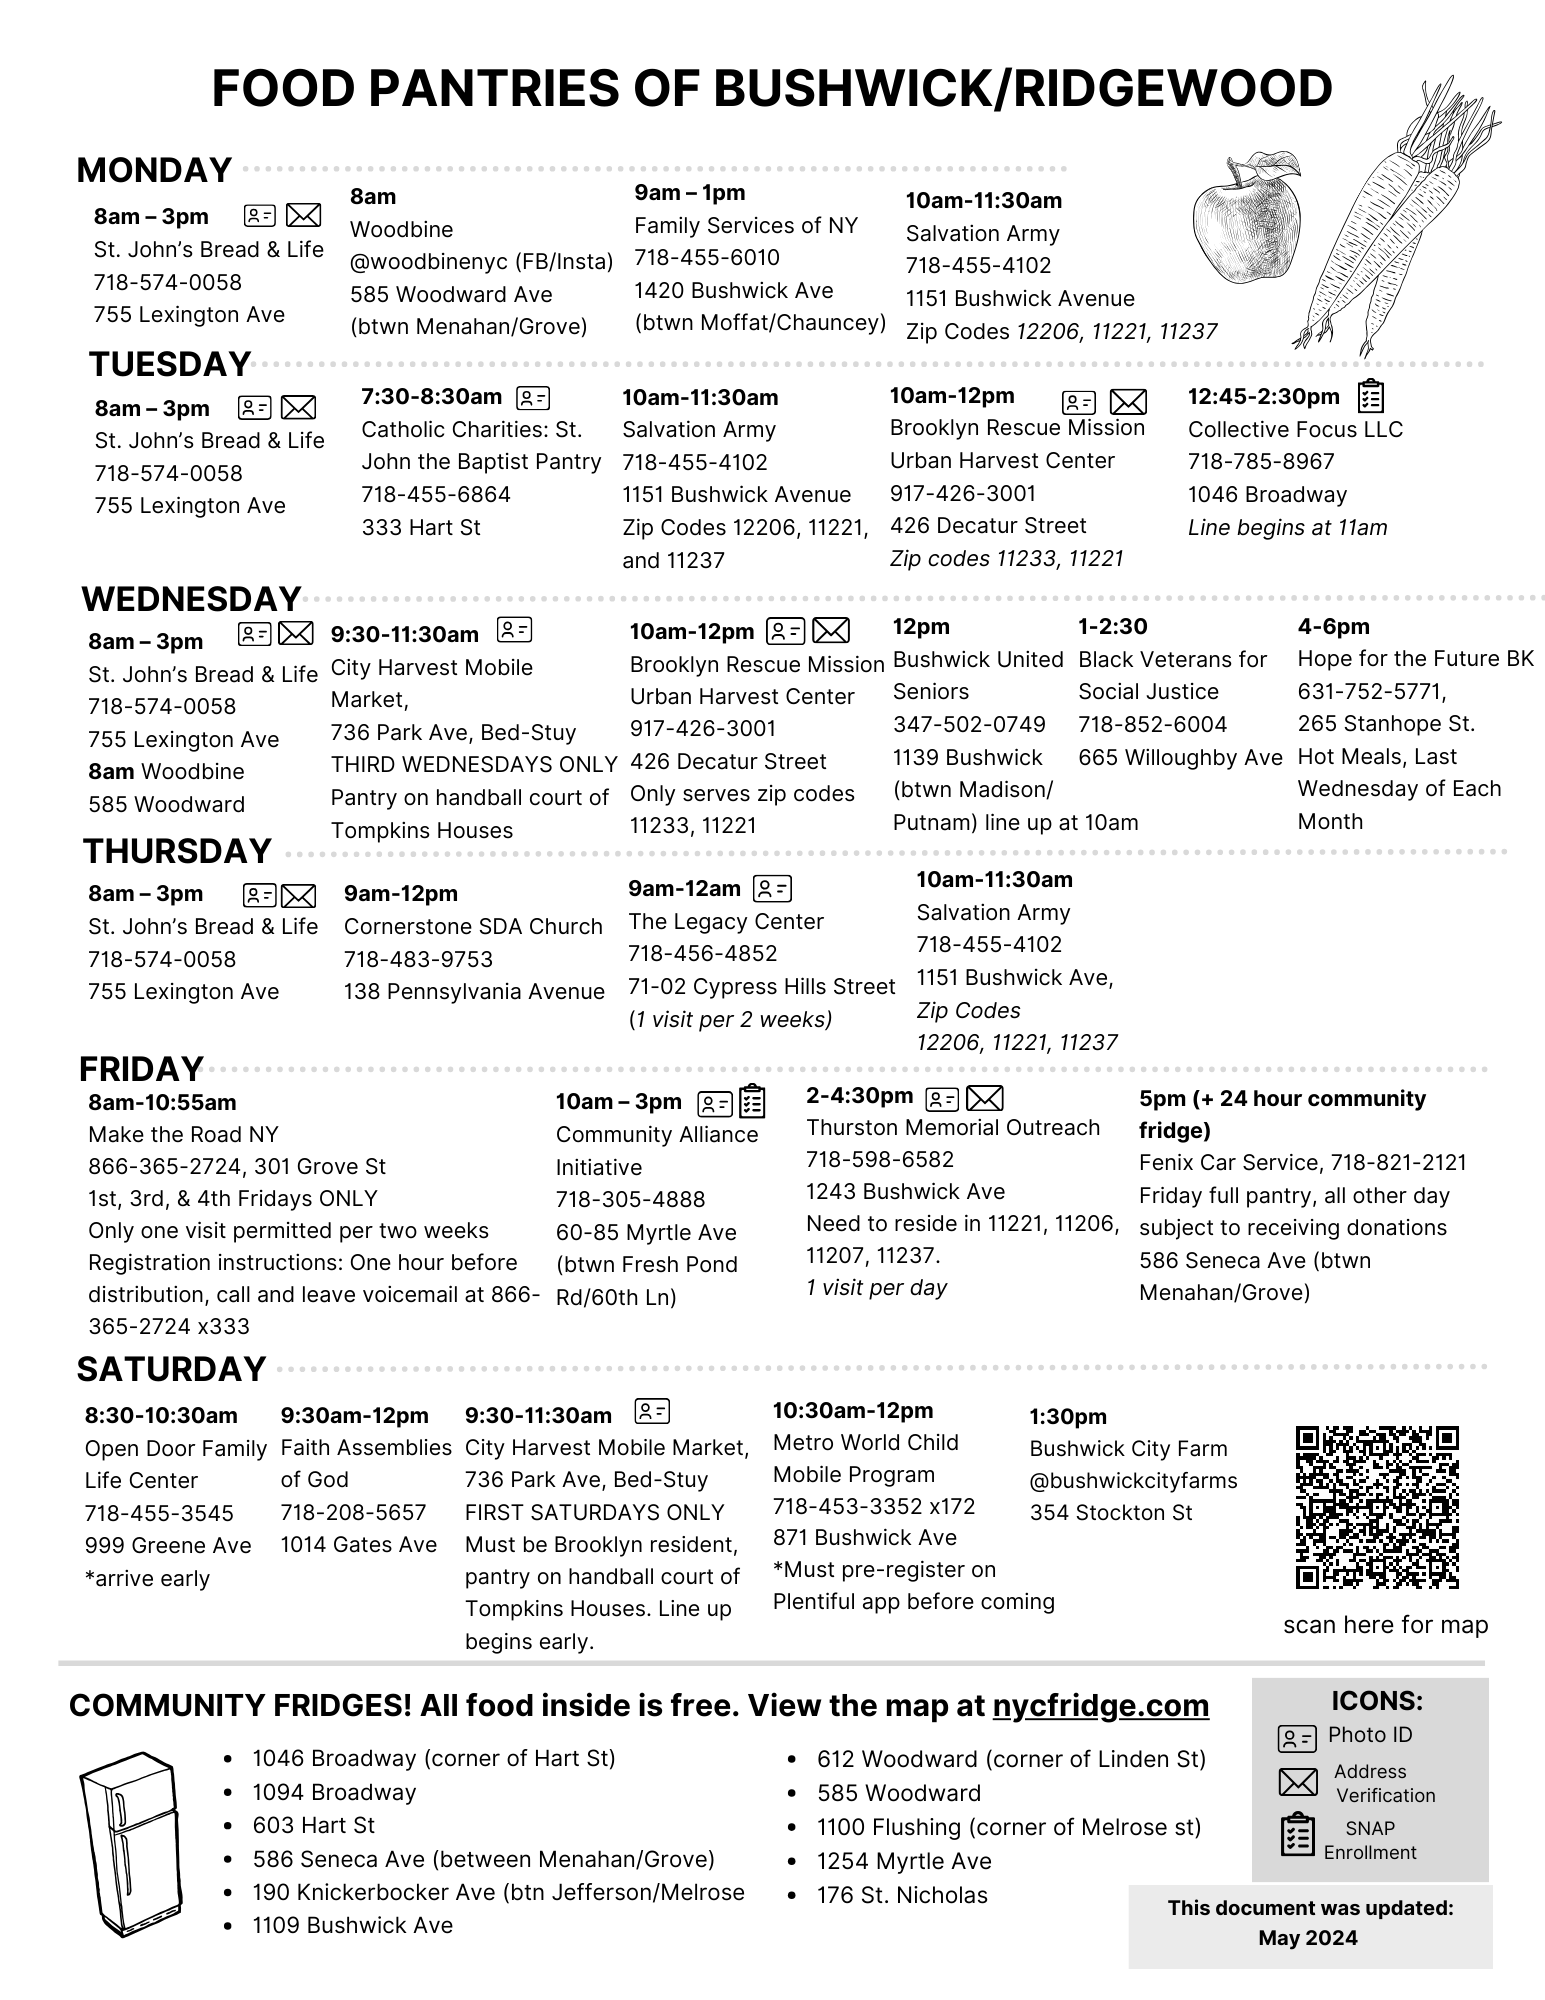 FOOD PANTRIES OF BUSHWICK/RIDGEWOOD
MONDAY
8am – 3pm
St. John’s Bread & Life
718-574-0058
755 Lexington Ave
8am
Woodbine
@woodbinenyc (FB/Insta)
585 Woodward Ave
(btwn Menahan/Grove)
9am – 1pm
Family Services of NY
718-455-6010
1420 Bushwick Ave
(btwn Moffat/Chauncey)
10am-11:30am
Salvation Army
718-455-4102
1151 Bushwick Avenue
Zip Codes 12206, 11221, 11237
TUESDAY
8am – 3pm
St. John’s Bread & Life
718-574-0058
755 Lexington Ave
7:30-8:30am
Catholic Charities: St.
John the Baptist Pantry
718-455-6864
333 Hart St
10am-11:30am
Salvation Army
718-455-4102
1151 Bushwick Avenue
Zip Codes 12206, 11221,
and 11237
10am-12pm
Brooklyn Rescue Mission
Urban Harvest Center
917-426-3001
426 Decatur Street
Zip codes 11233, 11221
12:45-2:30pm
Collective Focus LLC
718-785-8967
1046 Broadway
Line begins at 11am
WEDNESDAY
8am – 3pm
St. John’s Bread & Life
718-574-0058
755 Lexington Ave
8am Woodbine
585 Woodward
9:30-11:30am
City Harvest Mobile
Market,
736 Park Ave, Bed-Stuy
THIRD WEDNESDAYS ONLY
Pantry on handball court of
Tompkins Houses
10am-12pm
Brooklyn Rescue Mission
Urban Harvest Center
917-426-3001
426 Decatur Street
Only serves zip codes
11233, 11221
12pm
Bushwick United
Seniors
347-502-0749
1139 Bushwick
(btwn Madison/
Putnam) line up at 10am
1-2:30
Black Veterans for
Social Justice
718-852-6004
665 Willoughby Ave
4-6pm
Hope for the Future BK
631-752-5771,
265 Stanhope St.
Hot Meals, Last
Wednesday of Each
Month
THURSDAY
8am – 3pm
St. John’s Bread & Life
718-574-0058
755 Lexington Ave
9am-12pm
Cornerstone SDA Church
718-483-9753
138 Pennsylvania Avenue
9am-12am
The Legacy Center
718-456-4852
71-02 Cypress Hills Street
(1 visit per 2 weeks)
10am-11:30am
Salvation Army
718-455-4102
1151 Bushwick Ave,
Zip Codes
12206, 11221, 11237
FRIDAY
8am-10:55am
Make the Road NY
866-365-2724, 301 Grove St
1st, 3rd, & 4th Fridays ONLY
Only one visit permitted per two weeks
Registration instructions: One hour before
distribution, call and leave voicemail at 866-
365-2724 x333
10am – 3pm
Community Alliance
Initiative
718-305-4888
60-85 Myrtle Ave
(btwn Fresh Pond
Rd/60th Ln)
2-4:30pm
Thurston Memorial Outreach
718-598-6582
1243 Bushwick Ave
Need to reside in 11221, 11206,
11207, 11237.
1 visit per day
5pm (+ 24 hour community
fridge)
Fenix Car Service, 718-821-2121
Friday full pantry, all other day
subject to receiving donations
586 Seneca Ave (btwn
Menahan/Grove)
SATURDAY
8:30-10:30am
Open Door Family
Life Center
718-455-3545
999 Greene Ave
*arrive early
9:30am-12pm
Faith Assemblies
of God
718-208-5657
1014 Gates Ave
9:30-11:30am
City Harvest Mobile Market,
736 Park Ave, Bed-Stuy
FIRST SATURDAYS ONLY
Must be Brooklyn resident,
pantry on handball court of
Tompkins Houses. Line up
begins early.
10:30am-12pm
Metro World Child
Mobile Program
718-453-3352 x172
871 Bushwick Ave
*Must pre-register on
Plentiful app before coming
1:30pm
Bushwick City Farm
@bushwickcityfarms
354 Stockton St
scan here for map
COMMUNITY FRIDGES! All food inside is free. View the map at nycfridge.com
1046 Broadway (corner of Hart St)
1094 Broadway
603 Hart St
586 Seneca Ave (between Menahan/Grove)
190 Knickerbocker Ave (btn Jefferson/Melrose
1109 Bushwick Ave
612 Woodward (corner of Linden St)
585 Woodward
1100 Flushing (corner of Melrose st)
1254 Myrtle Ave
176 St. Nicholas
ICONS:
Photo ID
Address
Verification
SNAP
Enrollment
This document was updated:
May 2024